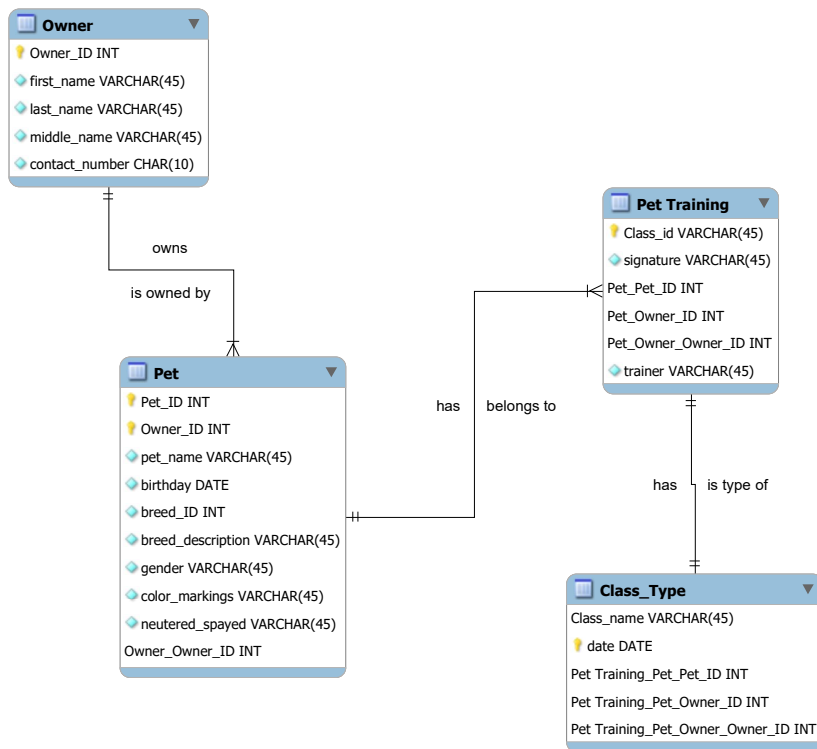 Owner
Owner_ID INT
first_name VARCHAR(45)
last_name VARCHAR(45)
middle_name VARCHAR(45)
contact_number CHAR(10)
owns
is owned by
Pet
Pet_ID INT
Owner_ID INT
pet_name VARCHAR(45)
birthday DATE
breed_ID INT
breed_description VARCHAR(45)
gender VARCHAR(45)
color_markings VARCHAR(45)
neutered_spayed VARCHAR(45)
Owner_Owner_ID INT
has belongs to
Pet Training
Class_id VARCHAR(45)
signature VARCHAR(45)
Pet_Pet_ID INT
Pet_Owner_ID INT
Pet_Owner_Owner_ID INT
trainer VARCHAR(45)
has is type of
Class_Type
Class_name VARCHAR(45)
date DATE
Pet Training_Pet_Pet_ID INT
Pet Training_Pet_Owner_ID INT
Pet Training_Pet_Owner_Owner_ID INT